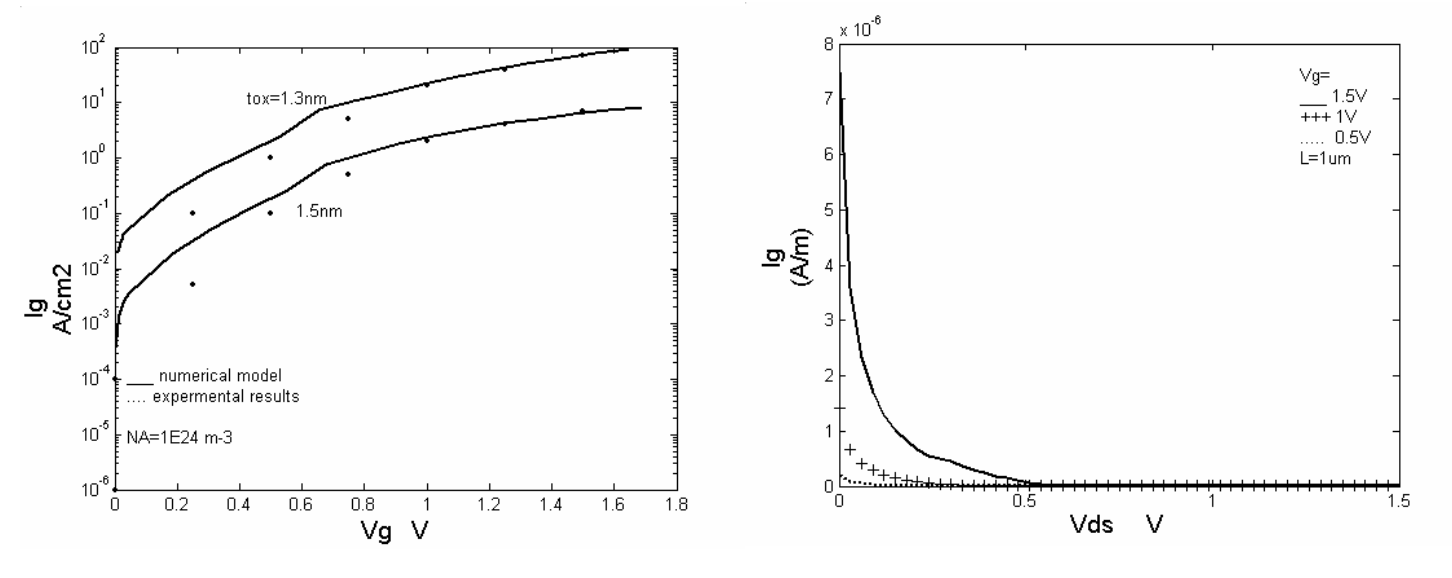 10^2
10^1
10^0
10^-1
10^-2
10^-3
10^-4
10^-5
10^-6
Ig
A/cm2
tox=1.3nm
1.5nm
___ numerical model
.... expermental results
NA=1E24 m-3
0 0.2 0.4 0.6 0.8 1 1.2 1.4 1.6 1.8
Vg V
x 10^-6
8
7
6
5
4
3
2
1
0
Ig
(A/m)
Vg=
___ 1.5V
+++ 1V
..... 0.5V
L=1um
0 0.5 1 1.5
Vds V